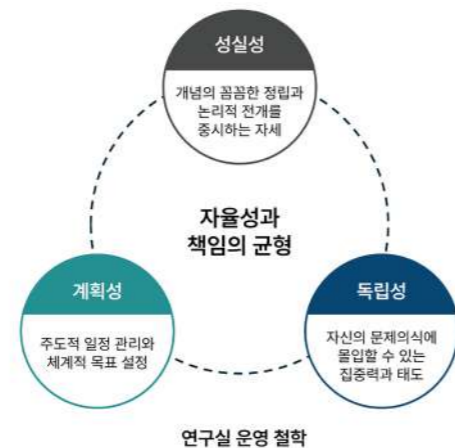 성실성
개념의 꼼꼼한 정립과
논리적 전개를
중시하는 자세
자율성과
책임의 균형
계획성
주도적 일정 관리와
체계적 목표 설정
독립성
자신의 문제의식에
몰입할 수 있는
집중력과 태도
연구실 운영 철학